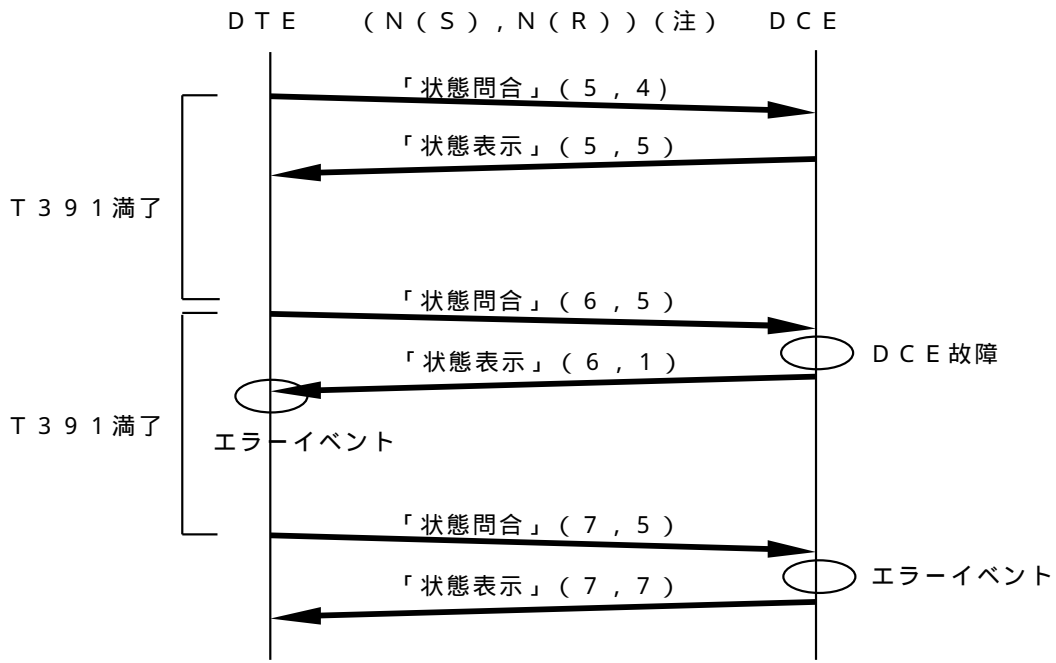 ＤＴＥ　（Ｎ（Ｓ），Ｎ（Ｒ））（注）　ＤＣＥ
「状態問合」（５，４）
「状態表示」（５，５）
Ｔ３９１満了
「状態問合」（６，５）
ＤＣＥ故障
「状態表示」（６，１）
Ｔ３９１満了
エラーイベント
「状態問合」（７，５）
エラーイベント
「状態表示」（７，７）